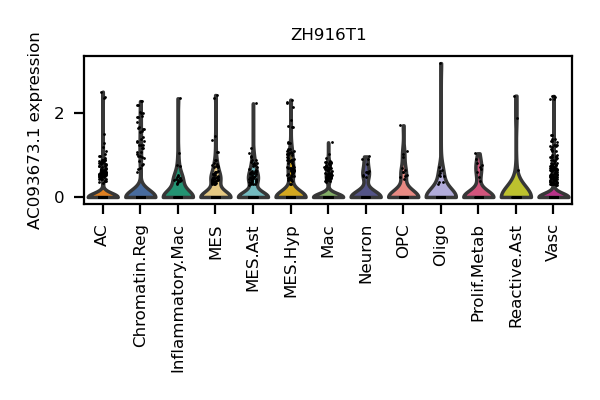 ZH916T1
AC093673.1 expression
2
0
AC
Chromatin.Reg
Inflammatory.Mac
MES
MES.Ast
MES.Hyp
Mac
Neuron
OPC
Oligo
Prolif.Metab
Reactive.Ast
Vasc